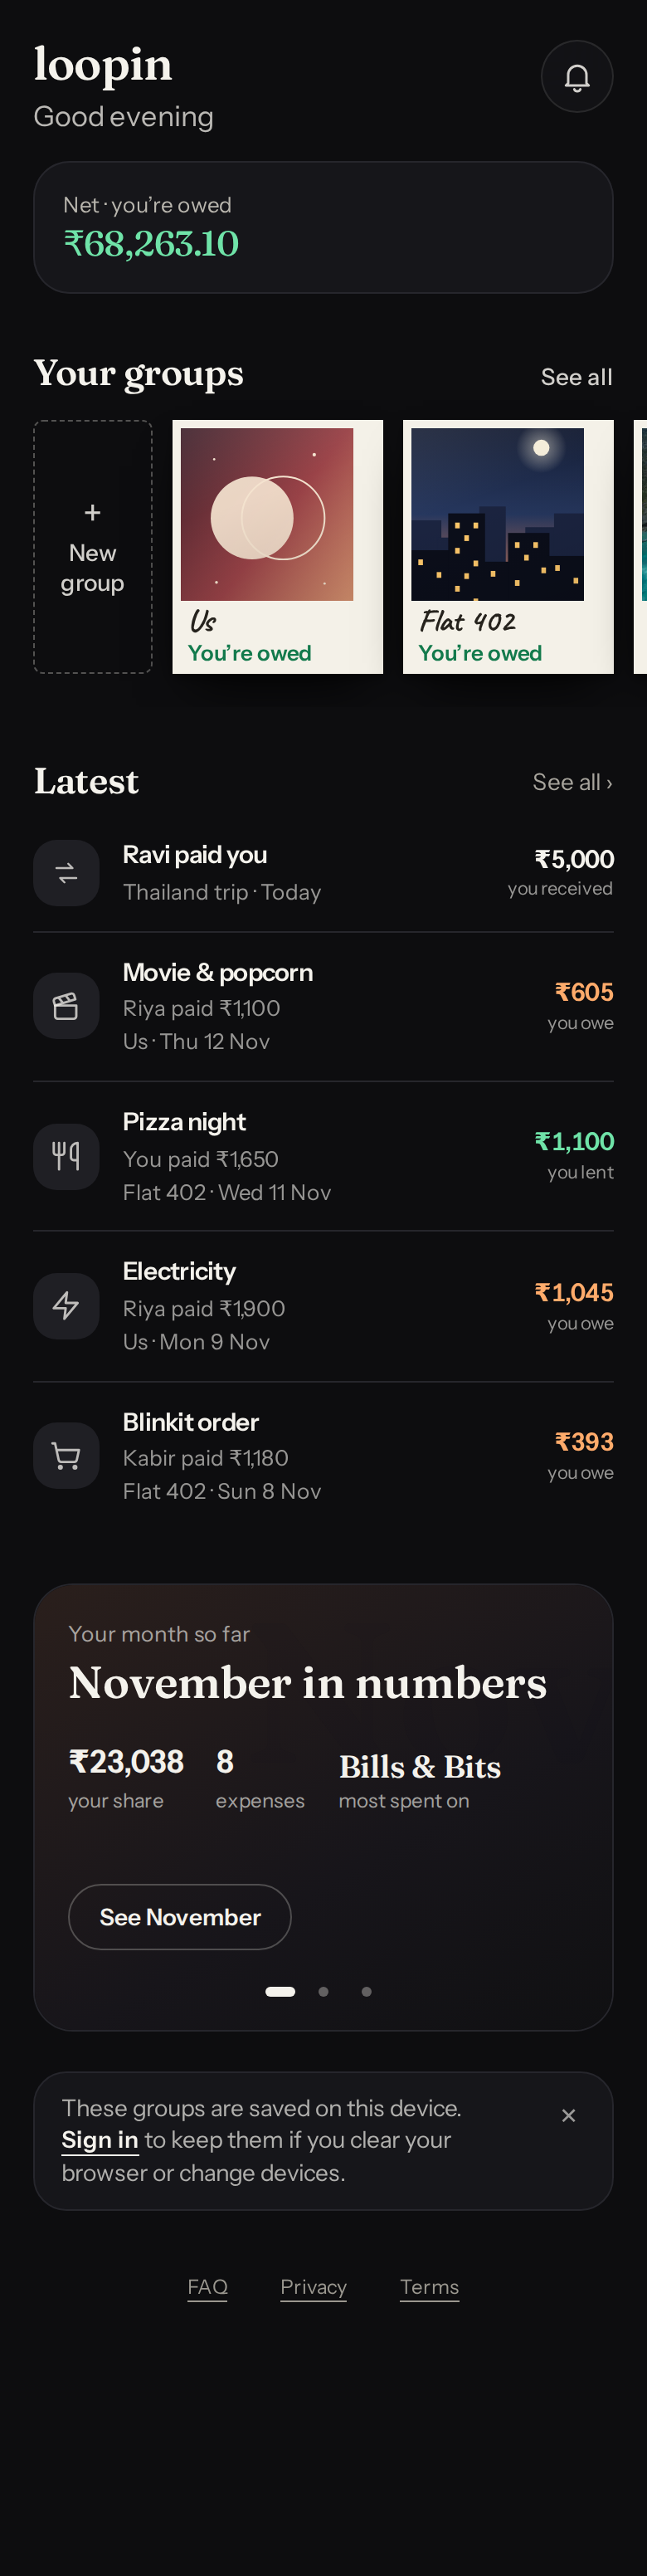 loopin
Good evening
Net · you’re owed
₹68,263.10
Your groups
See all
+
New
group
Us
You’re owed
Flat 402
You’re owed
Latest
See all ›
Ravi paid you
Thailand trip · Today
₹5,000
you received
Movie & popcorn
Riya paid ₹1,100
Us · Thu 12 Nov
₹605
you owe
Pizza night
You paid ₹1,650
Flat 402 · Wed 11 Nov
₹1,100
you lent
Electricity
Riya paid ₹1,900
Us · Mon 9 Nov
₹1,045
you owe
Blinkit order
Kabir paid ₹1,180
Flat 402 · Sun 8 Nov
₹393
you owe
Your month so far
November in numbers
₹23,038
your share
8
expenses
Bills & Bits
most spent on
See November
These groups are saved on this device.
Sign in to keep them if you clear your
browser or change devices.
×
FAQ
Privacy
Terms